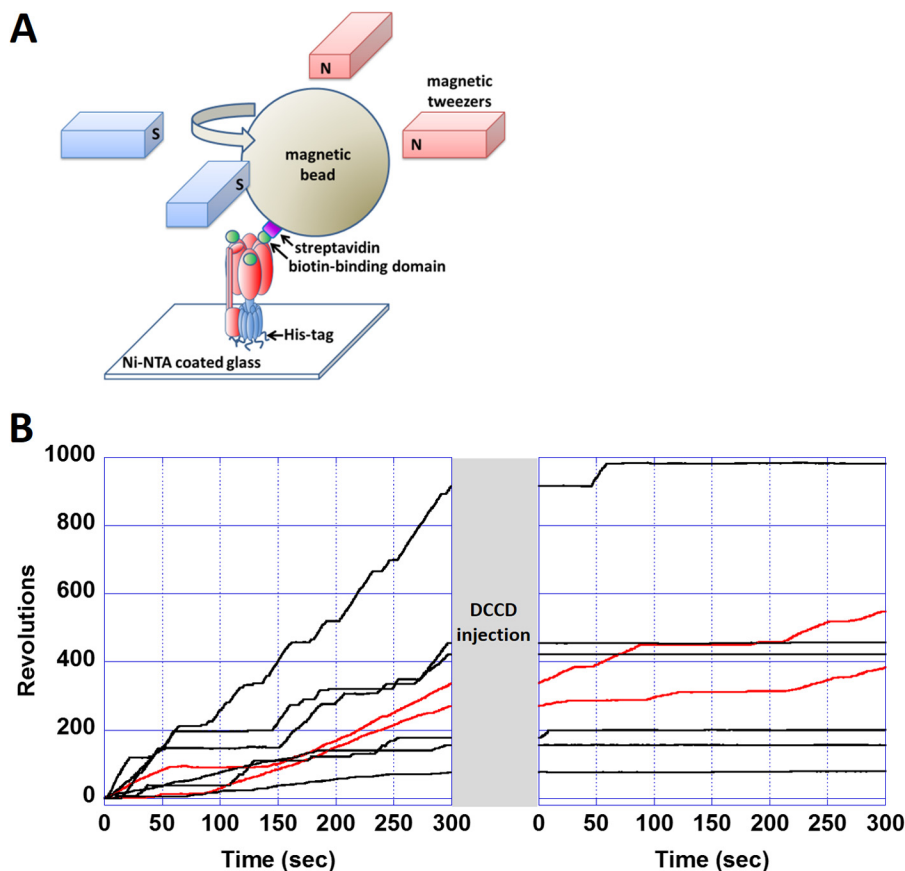 A
N
magnetic
tweezers
S
N
magnetic
bead
S
streptavidin
biotin-binding domain
His-tag
Ni-NTA coated glass
B
Revolutions
1000
800
600
400
200
0
DCCD
injection
0 50 100 150 200 250 300
0 50 100 150 200 250 300
Time (sec)
Time (sec)